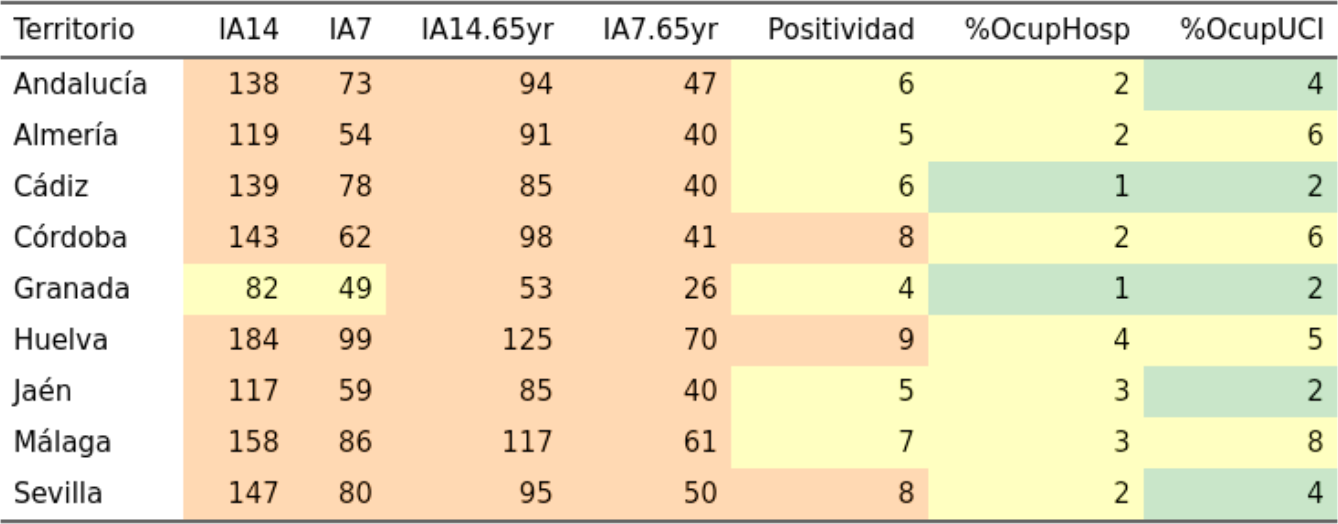 Territorio IA14 IA7 IA14.65yr IA7.65yr Positividad %OcupHosp %OcupUCI
Andalucía 138 73 94 47 6 2 4
Almería 119 54 91 40 5 2 6
Cádiz 139 78 85 40 6 1 2
Córdoba 143 62 98 41 8 2 6
Granada 82 49 53 26 4 1 2
Huelva 184 99 125 70 9 4 5
Jaén 117 59 85 40 5 3 2
Málaga 158 86 117 61 7 3 8
Sevilla 147 80 95 50 8 2 4